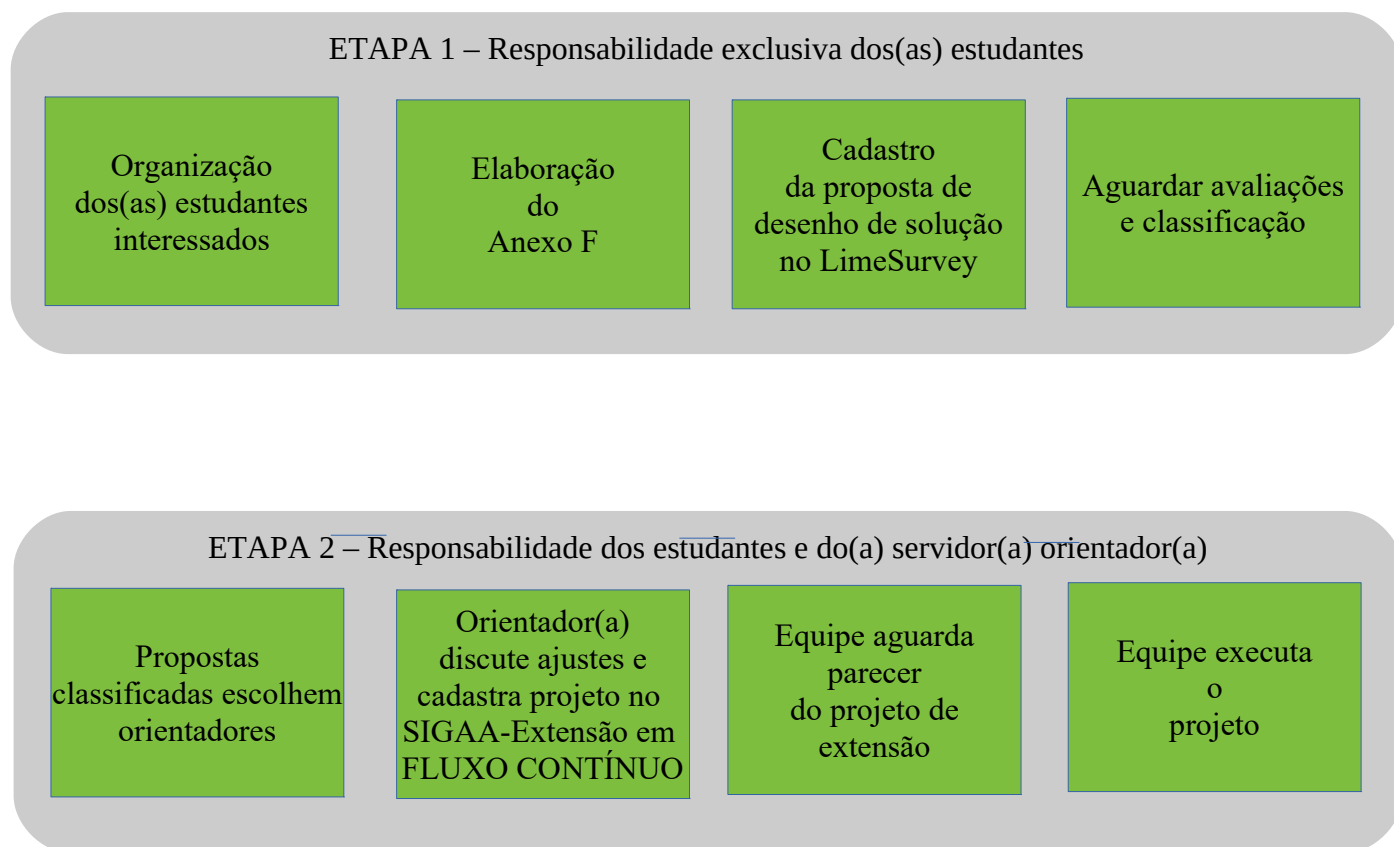 ETAPA 1 – Responsabilidade exclusiva dos(as) estudantes
Organização
dos(as) estudantes
interessados
Elaboração
do
Anexo F
Cadastro
da proposta de
desenho de solução
no LimeSurvey
Aguardar avaliações
e classificação
ETAPA 2 – Responsabilidade dos estudantes e do(a) servidor(a) orientador(a)
Propostas
classificadas escolhem
orientadores
Orientador(a)
discute ajustes e
cadastra projeto no
SIGAA-Extensão em
FLUXO CONTÍNUO
Equipe aguarda
parecer
do projeto de
extensão
Equipe executa
o
projeto